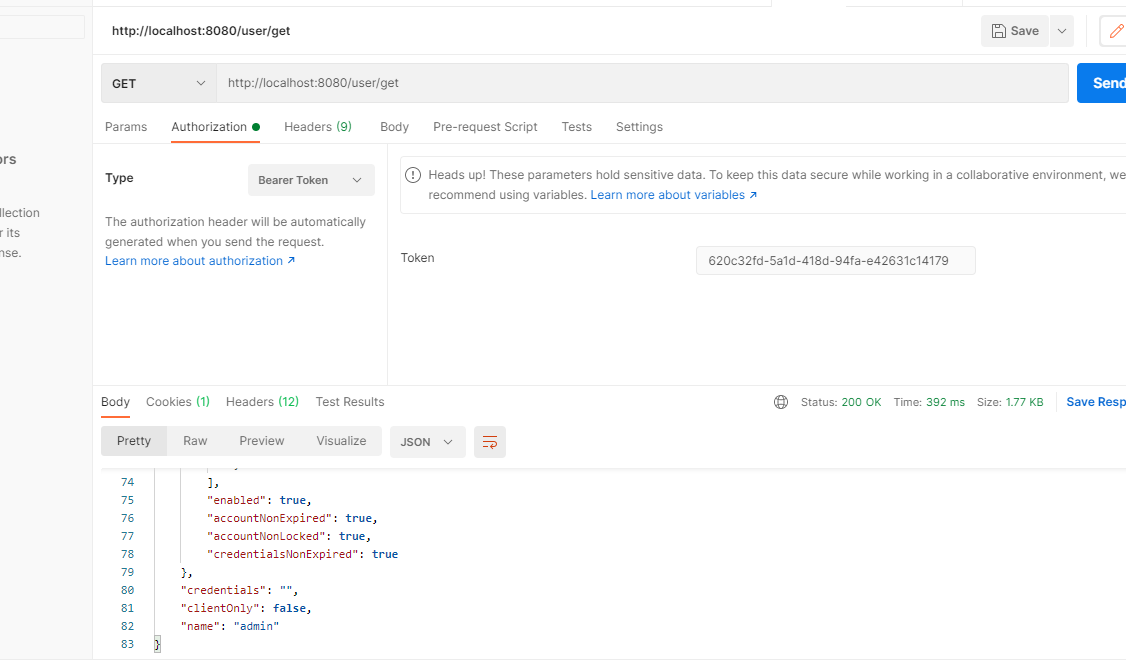 http://localhost:8080/user/get
Save
GET
http://localhost:8080/user/get
Send
Params Authorization Headers (9) Body Pre-request Script Tests Settings
ors
llection
r its
nse.
Type
Bearer Token
The authorization header will be automatically
generated when you send the request.
Learn more about authorization ↗
Heads up! These parameters hold sensitive data. To keep this data secure while working in a collaborative environment, we
recommend using variables. Learn more about variables ↗
Token
620c32fd-5a1d-418d-94fa-e42631c14179
Body Cookies (1) Headers (12) Test Results
Status: 200 OK Time: 392 ms Size: 1.77 KB Save Resp
Pretty Raw Preview Visualize JSON
74 ],
75 "enabled": true,
76 "accountNonExpired": true,
77 "accountNonLocked": true,
78 "credentialsNonExpired": true
79 },
80 "credentials": "",
81 "clientOnly": false,
82 "name": "admin"
83 }